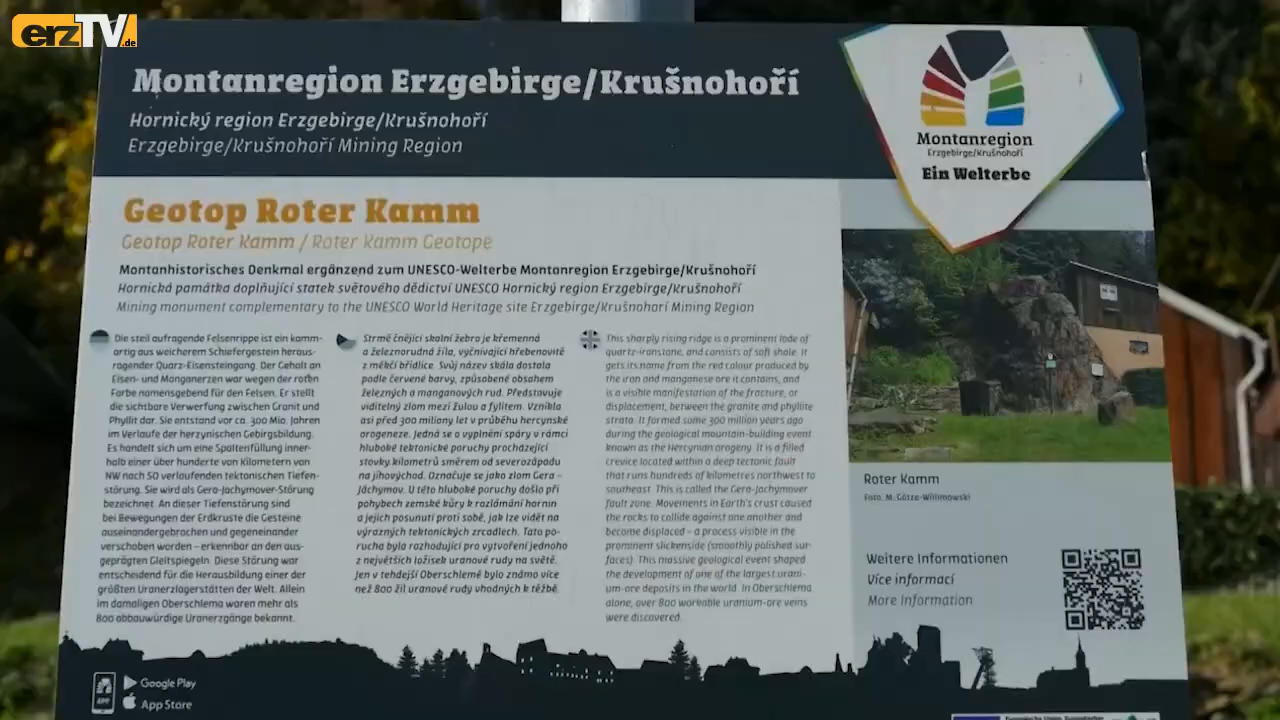 erzTV.de
Montanregion Erzgebirge/Krušnohoří
Hornický region Erzgebirge/Krušnohoří
Erzgebirge/Krušnohoří Mining Region
Montanregion
Erzgebirge/Krušnohoří
Ein Welterbe
Geotop Roter Kamm
Geotop Roter Kamm / Roter Kamm Geotope
Montanhistorisches Denkmal ergänzend zum UNESCO-Welterbe Montanregion Erzgebirge/Krušnohoří
Hornická památka doplňující statek světového dědictví UNESCO Hornický region Erzgebirge/Krušnohoří
Mining monument complementary to the UNESCO World Heritage site Erzgebirge/Krušnohoří Mining Region
Die steil aufragende Felsenrippe ist ein kamm-
artig aus weicherem Schiefergestein heraus-
ragender Quarz-Eisensteingang. Der Gehalt an
Eisen- und Manganerzen war wegen der roten
Farbe namensgebend für den Felsen. Er stellt
die sichtbare Verwerfung zwischen Granit und
Phyllit dar. Sie entstand vor ca. 300 Mio. Jahren
im Verlaufe der herzynischen Gebirgsbildung.
Es handelt sich um eine Spaltenfüllung inner-
halb einer über hunderte von Kilometern von
NW nach SO verlaufenden tektonischen Tiefen-
störung. Sie wird als Gera-Jachymover-Störung
bezeichnet. An dieser Tiefenstörung sind
bei Bewegungen der Erdkruste die Gesteine
auseinandergebrochen und gegeneinander
verschoben worden – erkennbar an den aus-
geprägten Gleitspiegeln. Diese Störung war
entscheidend für die Herausbildung einer der
größten Uranerzlagerstätten der Welt. Allein
im damaligen Oberschlema waren mehr als
800 abbauwürdige Uranerzgänge bekannt.
Strmě čnějící skalní žebro je křemenná
a železnorudná žíla, vyčnívající hřebenovitě
z měkčí břidlice. Svůj název skála dostala
podle červené barvy, způsobené obsahem
železných a manganových rud. Představuje
viditelný zlom mezi žulou a fylitem. Vznikla
asi před 300 miliony let v průběhu hercynské
orogeneze. Jedná se o vyplnění spáry v rámci
hluboké tektonické poruchy procházející
stovky kilometrů směrem od severozápadu
na jihovýchod. Označuje se jako zlom Gera –
Jáchymov. U této hluboké poruchy došlo při
pohybech zemské kůry k rozlámání hornin
a jejich posunutí proti sobě, jak lze vidět na
výrazných tektonických zrcadlech. Tato po-
rucha byla rozhodující pro vytvoření jednoho
z největších ložisek uranové rudy na světě.
Jen v tehdejší Oberschlemě bylo známo více
než 800 žil uranové rudy vhodných k těžbě.
This sharply rising ridge is a prominent lode of
quartz-ironstone, and consists of soft shale. It
gets its name from the red colour produced by
the iron and manganese ore it contains, and
is a visible manifestation of the fracture, or
displacement, between the granite and phyllite
strata. It formed some 300 million years ago
during the geological mountain-building event
known as the Hercynian orogeny. It is a filled
crevice located within a deep tectonic fault
that runs hundreds of kilometres northwest to
southeast. This is called the Gera-Jachymover
fault zone. Movements in Earth's crust caused
the rocks to collide against one another and
become displaced – a process visible in the
prominent slickenside (smoothly polished sur-
faces). This massive geological event shaped
the development of one of the largest urani-
um-ore deposits in the world. In Oberschlema
alone, over 800 workable uranium-ore veins
were discovered.
Roter Kamm
Foto: M. Götze-Wilimowski
Weitere Informationen
Více informací
More Information
APP
Google Play
App Store